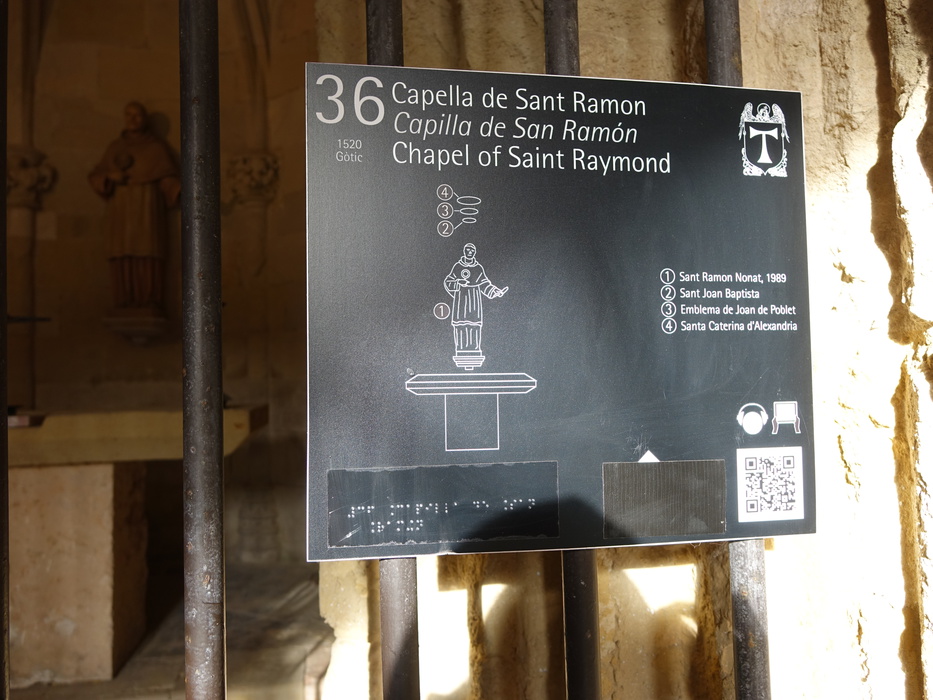 36
1520
Gòtic
Capella de Sant Ramon
Capilla de San Ramón
Chapel of Saint Raymond
T
4
3
2
1
1 Sant Ramon Nonat, 1989
2 Sant Joan Baptista
3 Emblema de Joan de Poblet
4 Santa Caterina d'Alexandria